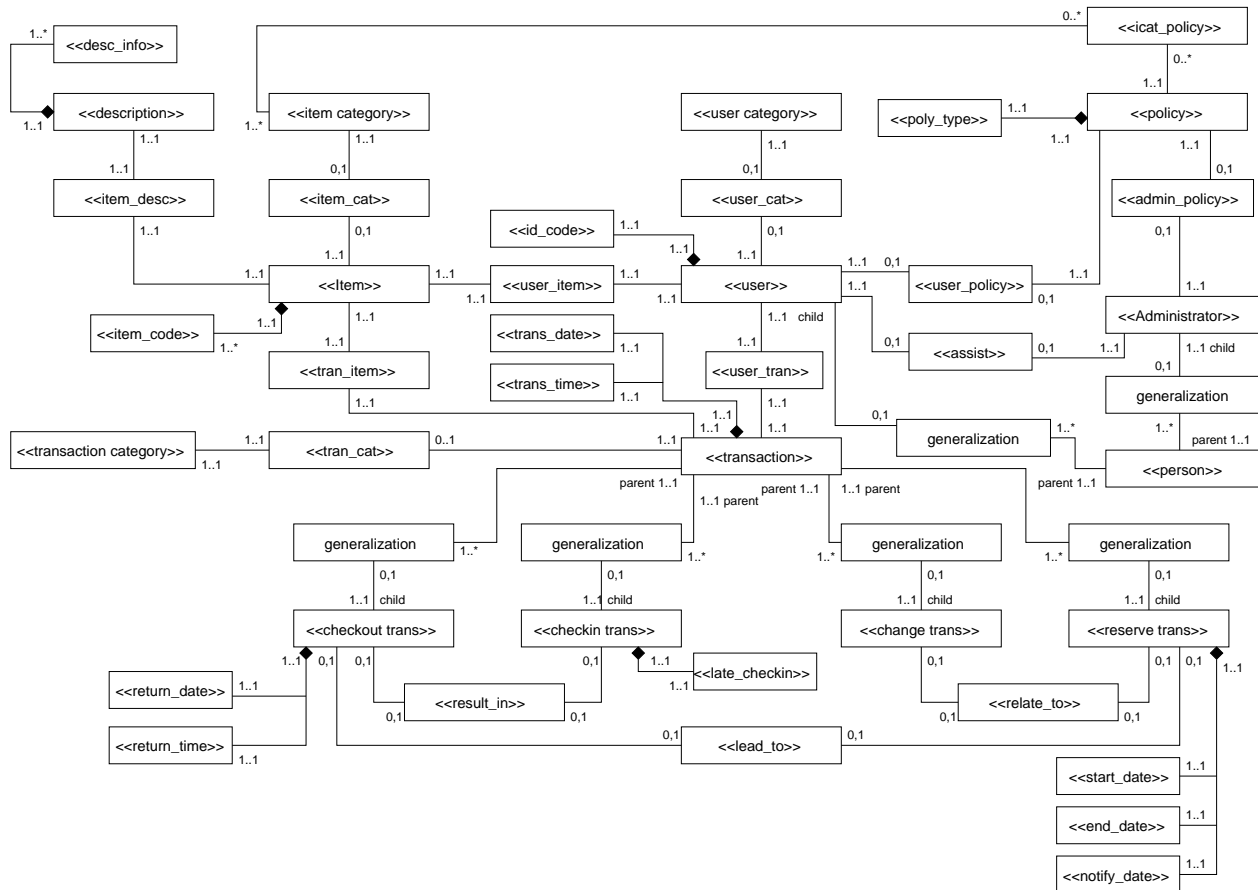 1..*
<<desc_info>>
0..*
<<icat_policy>>
0..*
1..1
<<description>>
1..1
1..1
<<item category>>
1..*
1..1
<<user category>>
1..1
<<poly_type>>
1..1
1..1
<<policy>>
1..1
1..1
<<item_desc>>
1..1
0,1
<<item_cat>>
0,1
0,1
<<user_cat>>
0,1
0,1
<<admin_policy>>
0,1
<<id_code>>
1..1
1..1
1..1
1..1
1..1
<<Item>>
1..1
1..1
1..1
<<user_item>>
1..1
1..1
<<user>>
1..1
0,1
<<user_policy>>
1..1
0,1
1..1
1..1
1..1 child
<<item_code>>
1..1
1..*
<<trans_date>>
1..1
0,1
<<assist>>
0,1
1..1
<<Administrator>>
1..1 child
<<tran_item>>
1..1
<<trans_time>>
1..1
1..1
<<user_tran>>
1..1
0,1
generalization
1..*
1..1
1..1
1..1
0,1
generalization
1..*
parent 1..1
<<transaction category>>
1..1
1..1
<<tran_cat>>
0..1
1..1
<<transaction>>
<<person>>
parent 1..1
1..1 parent
parent 1..1
1..1 parent
parent 1..1
generalization
1..*
generalization
1..*
generalization
1..*
generalization
1..*
0,1
0,1
0,1
0,1
1..1 child
1..1 child
1..1 child
1..1 child
<<checkout trans>>
<<checkin trans>>
<<change trans>>
<<reserve trans>>
1..1
0,1
0,1
0,1
1..1
0,1
0,1
0,1
1..1
<<late_checkin>>
1..1
<<return_date>>
1..1
<<result_in>>
0,1
0,1
<<relate_to>>
0,1
0,1
<<return_time>>
1..1
0,1
<<lead_to>>
0,1
<<start_date>>
1..1
<<end_date>>
1..1
<<notify_date>>
1..1